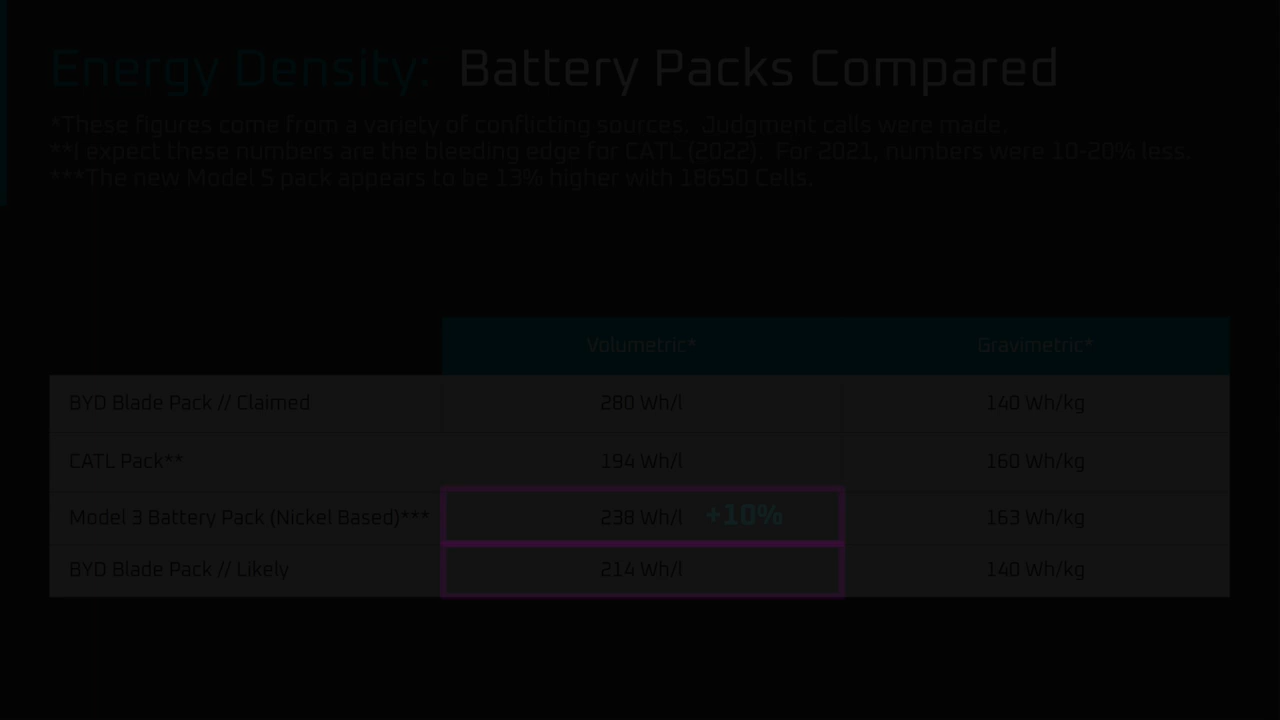 Energy Density: Battery Packs Compared
*These figures come from a variety of conflicting sources. Judgment calls were made.
**I expect these numbers are the bleeding edge for CATL (2022). For 2021, numbers were 10-20% less.
***The new Model S pack appears to be 13% higher with 18650 Cells.
Volumetric* Gravimetric*
BYD Blade Pack // Claimed 280 Wh/l 140 Wh/kg
CATL Pack** 194 Wh/l 160 Wh/kg
Model 3 Battery Pack (Nickel Based)*** 238 Wh/l +10% 163 Wh/kg
BYD Blade Pack // Likely 214 Wh/l 140 Wh/kg